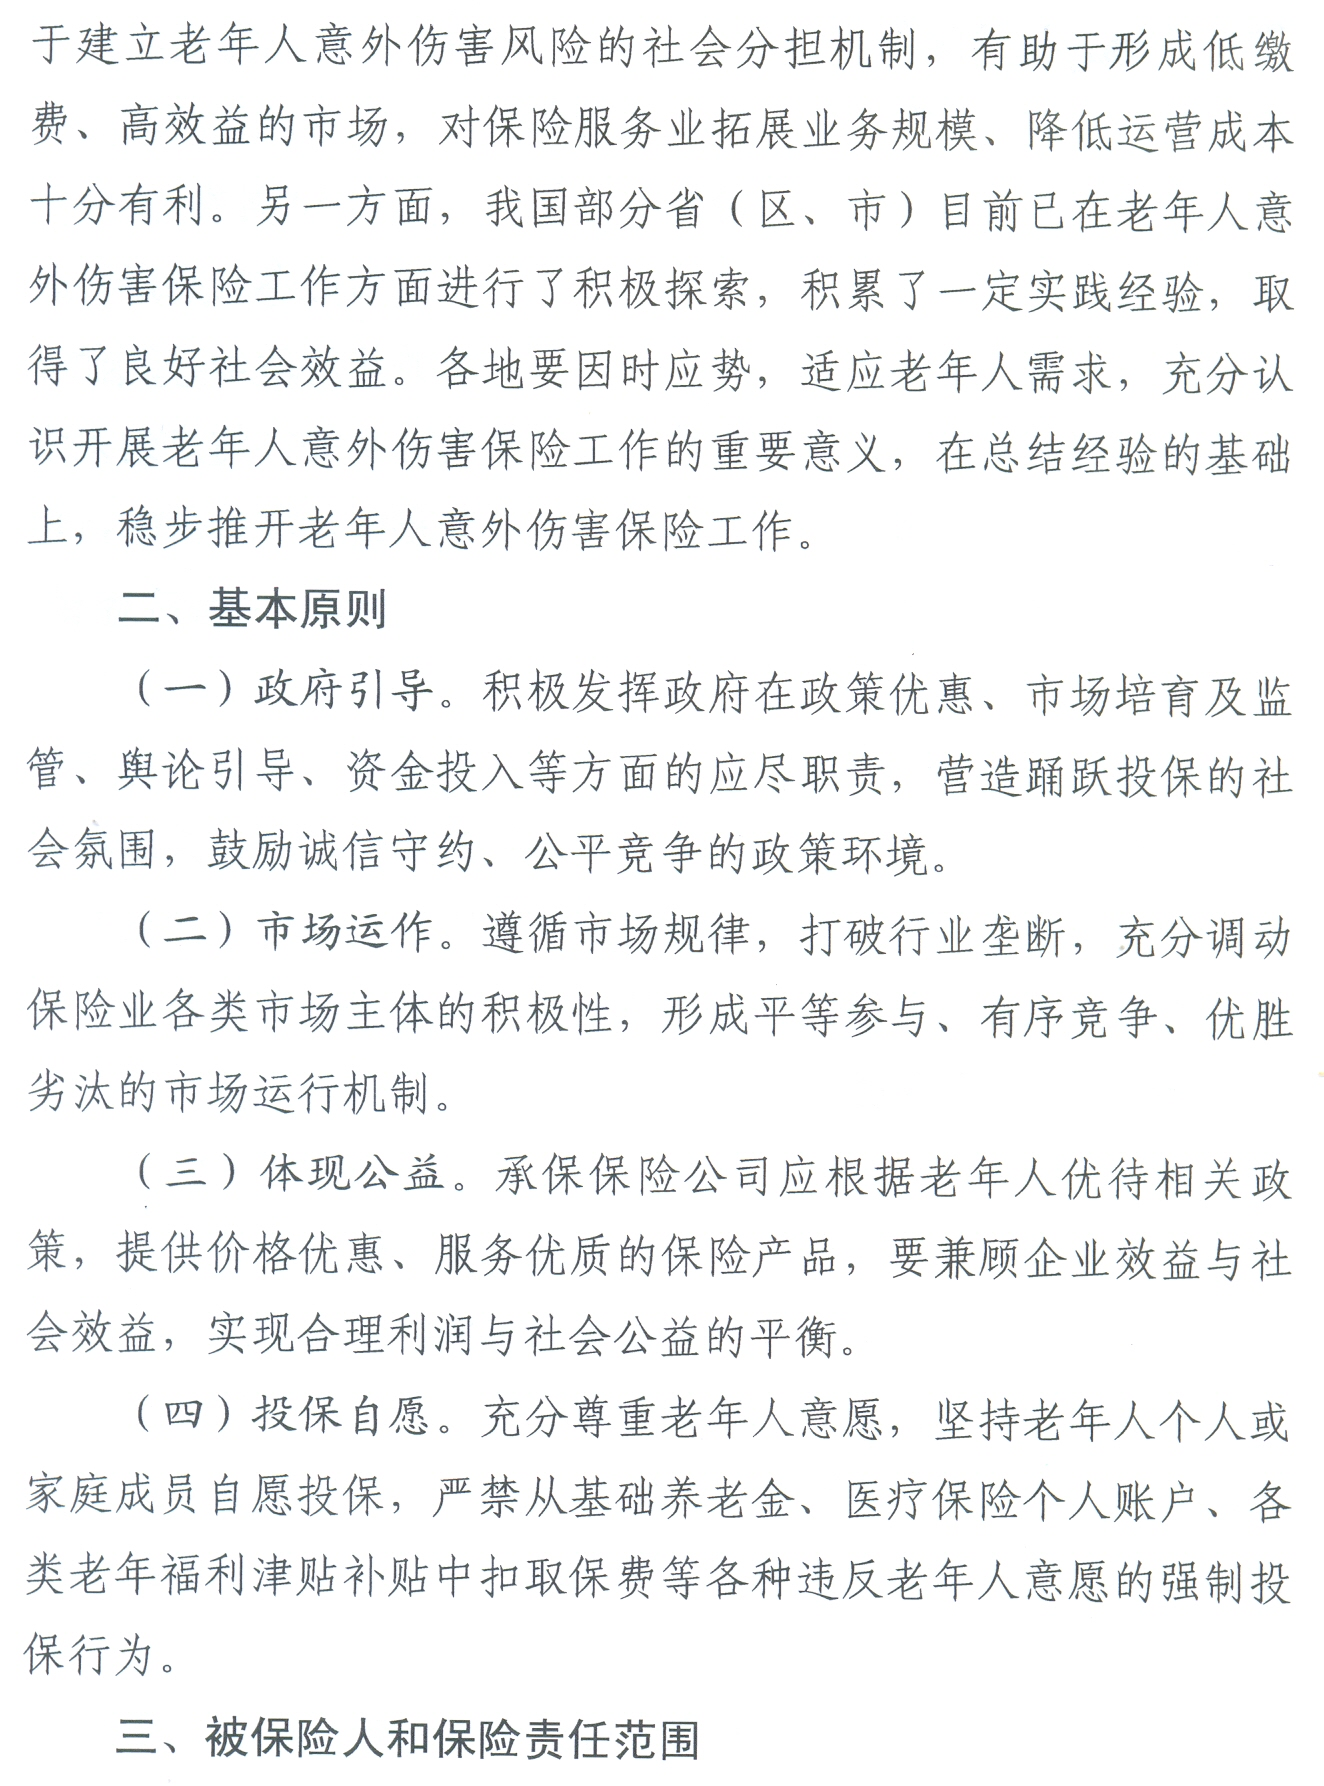 于建立老年人意外伤害风险的社会分担机制，有助于形成低缴
费、高效益的市场，对保险服务业拓展业务规模、降低运营成本
十分有利。另一方面，我国部分省（区、市）目前已在老年人意
外伤害保险工作方面进行了积极探索，积累了一定实践经验，取
得了良好社会效益。各地要因时应势，适应老年人需求，充分认
识开展老年人意外伤害保险工作的重要意义，在总结经验的基础
上，稳步推开老年人意外伤害保险工作。
二、基本原则
（一）政府引导。积极发挥政府在政策优惠、市场培育及监
管、舆论引导、资金投入等方面的应尽职责，营造踊跃投保的社
会氛围，鼓励诚信守约、公平竞争的政策环境。
（二）市场运作。遵循市场规律，打破行业垄断，充分调动
保险业各类市场主体的积极性，形成平等参与、有序竞争、优胜
劣汰的市场运行机制。
（三）体现公益。承保保险公司应根据老年人优待相关政
策，提供价格优惠、服务优质的保险产品，要兼顾企业效益与社
会效益，实现合理利润与社会公益的平衡。
（四）投保自愿。充分尊重老年人意愿，坚持老年人个人或
家庭成员自愿投保，严禁从基础养老金、医疗保险个人账户、各
类老年福利津贴补贴中扣取保费等各种违反老年人意愿的强制投
保行为。
三、被保险人和保险责任范围